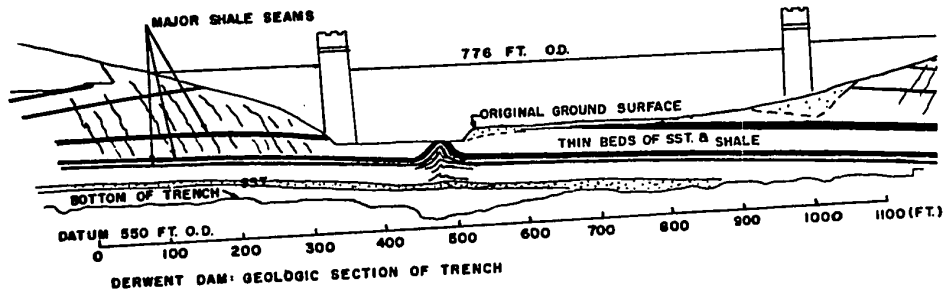 MAJOR SHALE SEAMS
776 FT. O.D.
ORIGINAL GROUND SURFACE
THIN BEDS OF SST. & SHALE
SST.
BOTTOM OF TRENCH
DATUM 550 FT. O.D.
0 100 200 300 400 500 600 700 800 900 1000 1100 (FT.)
DERWENT DAM: GEOLOGIC SECTION OF TRENCH